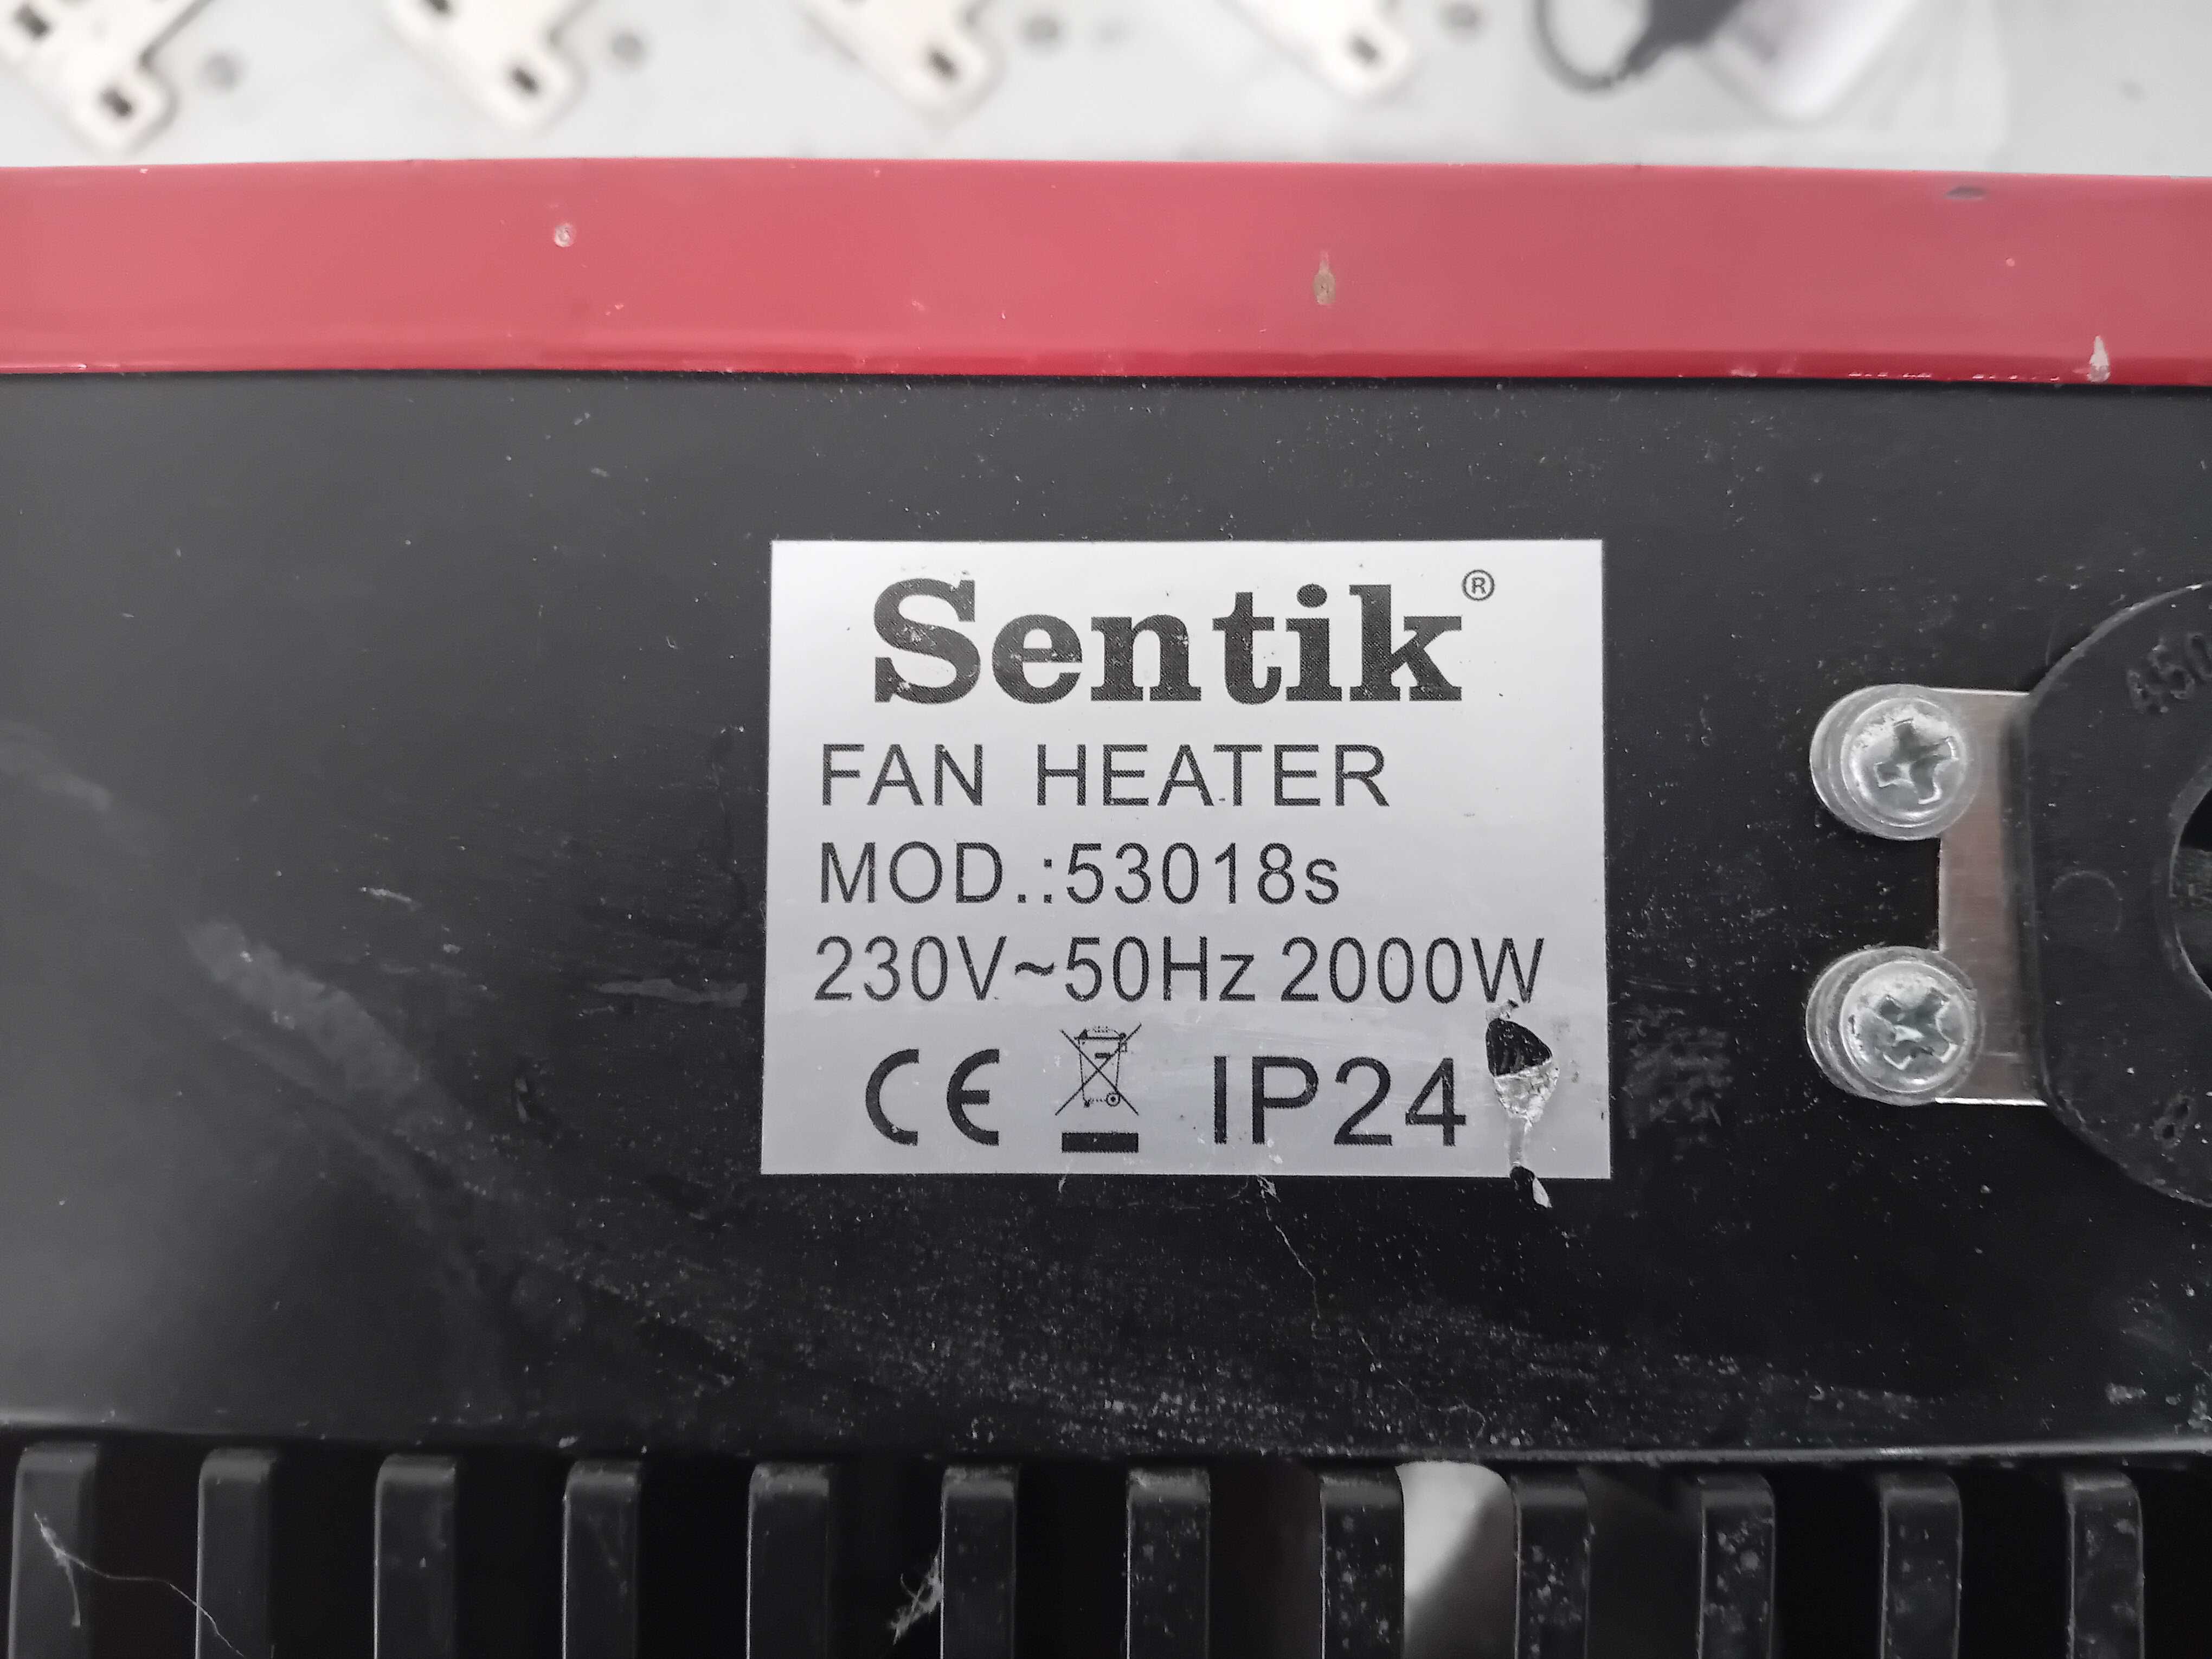 Sentik®
FAN HEATER
MOD.:53018s
230V~50Hz 2000W
CE IP24